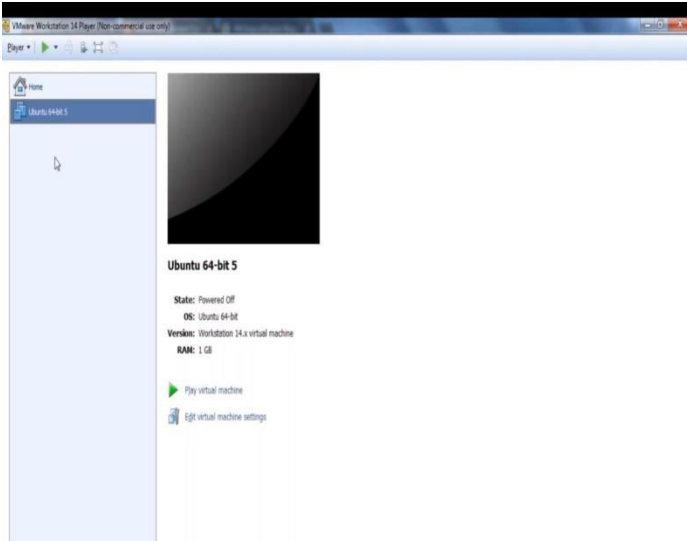 VMware Workstation 14 Player (Non-commercial use only)
Player
Home
Ubuntu 64-bit 5
Ubuntu 64-bit 5
State: Powered Off
OS: Ubuntu 64-bit
Version: Workstation 14.x virtual machine
RAM: 1 GB
Play virtual machine
Edit virtual machine settings